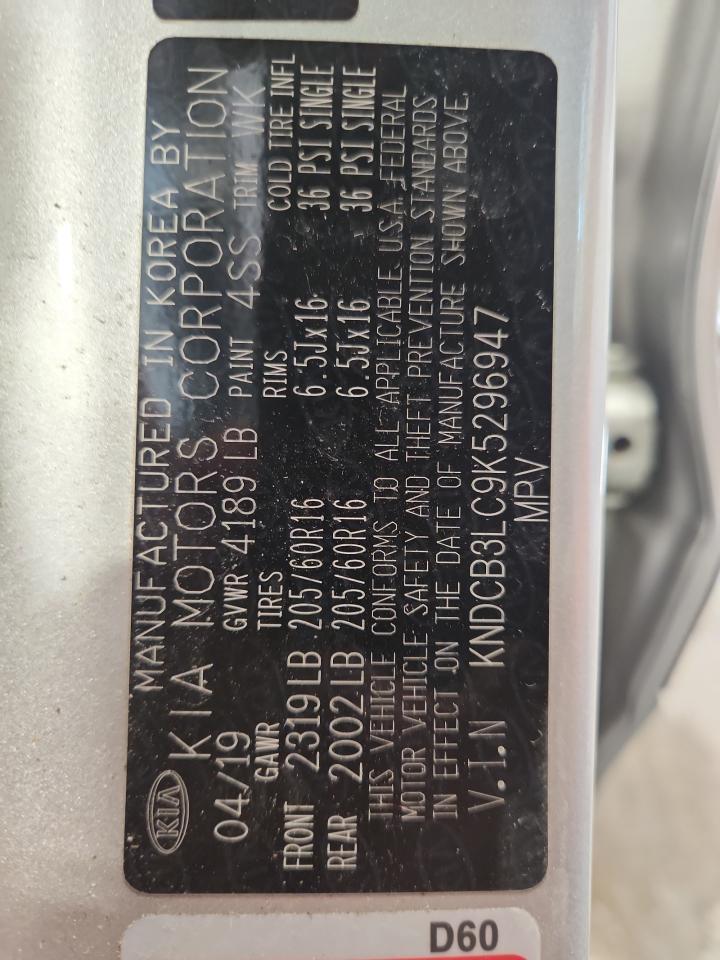 MANUFACTURED IN KOREA BY
KIA KIA MOTORS CORPORATION
04/19 GVWR 4189 LB PAINT 4SS TRIM WK
GAWR TIRES RIMS COLD TIRE INFL
FRONT 2319 LB 205/60R16 6.5Jx16 36 PSI SINGLE
REAR 2002 LB 205/60R16 6.5Jx16 36 PSI SINGLE
THIS VEHICLE CONFORMS TO ALL APPLICABLE U.S.A. FEDERAL
MOTOR VEHICLE SAFETY AND THEFT PREVENTION STANDARDS
IN EFFECT ON THE DATE OF MANUFACTURE SHOWN ABOVE.
V.I.N KNDCB3LC9K5296947
MPV
D60